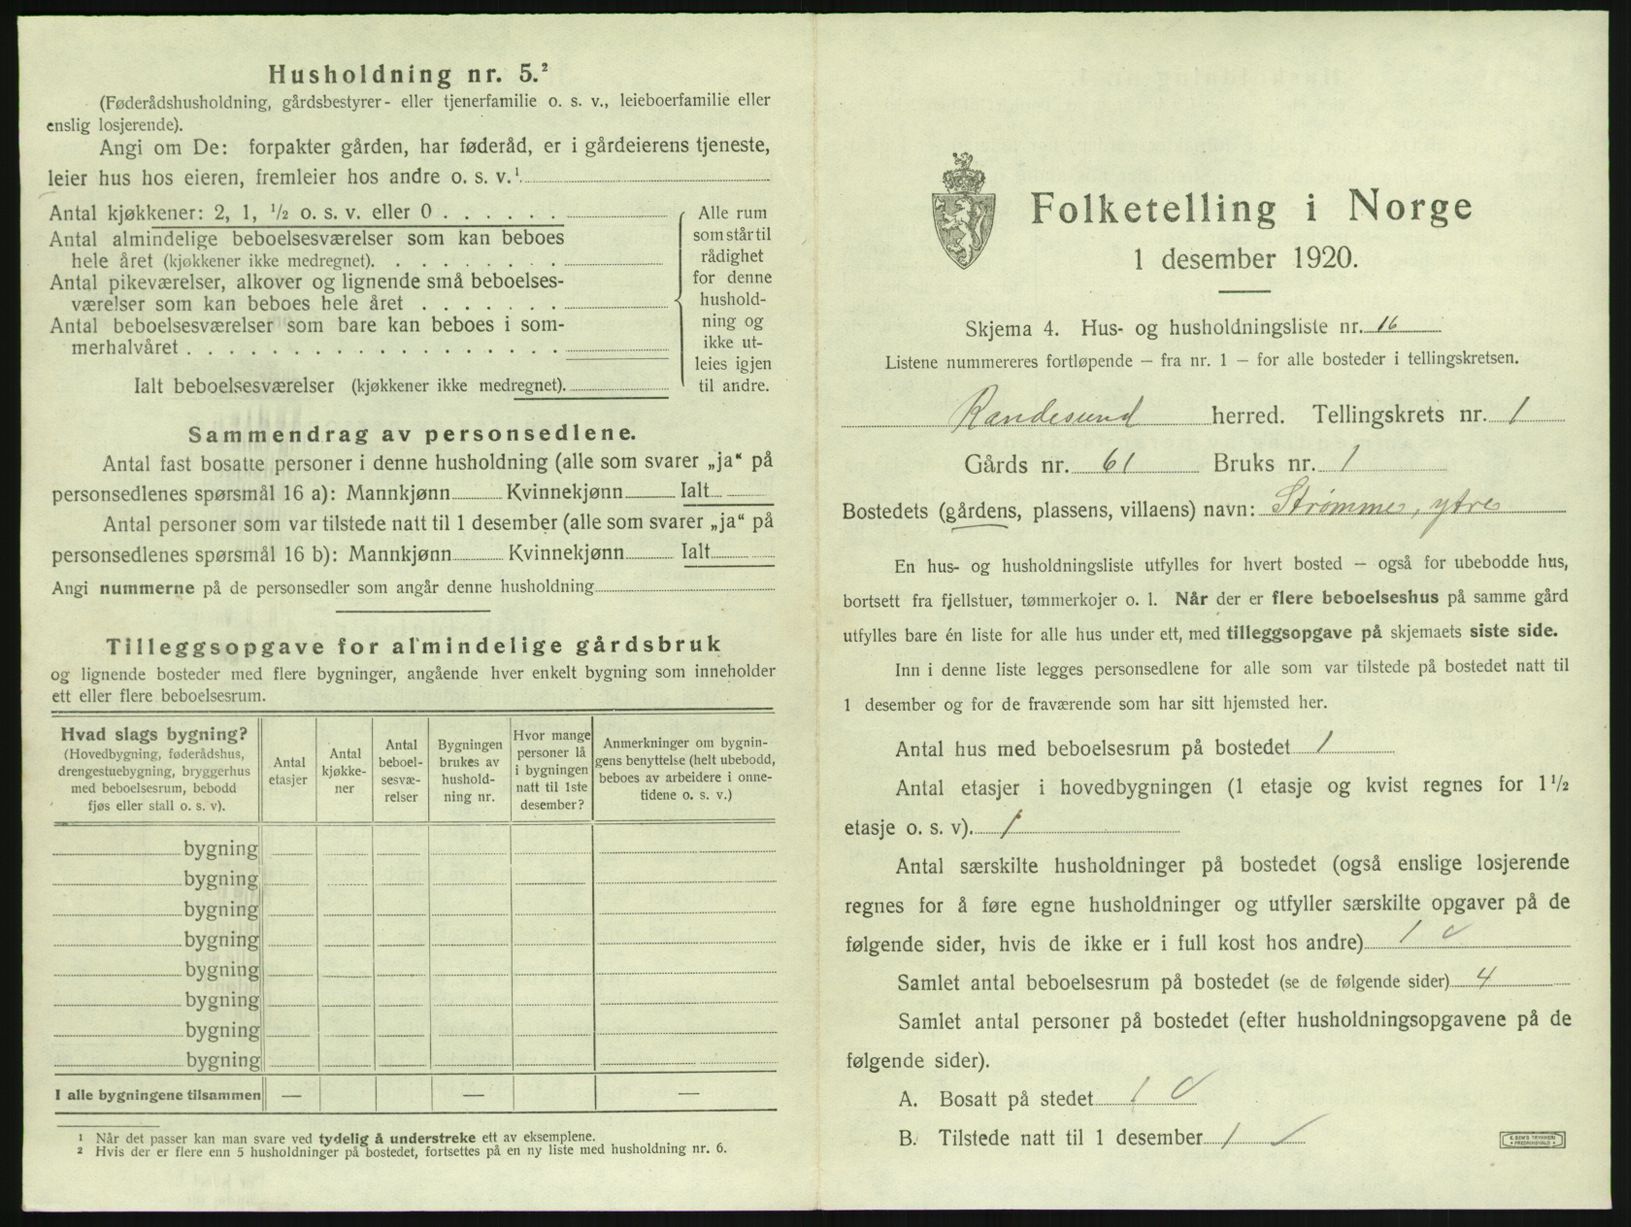 Husholdning nr. 5.²
(Føderådshusholdning, gårdsbestyrer- eller tjenerfamilie o. s. v., leieboerfamilie eller
enslig losjerende).
Angi om De: forpakter gården, har føderåd, er i gårdeierens tjeneste,
leier hus hos eieren, fremleier hos andre o. s. v.¹
Antal kjøkkener: 2, 1, ½ o. s. v. eller 0 . . . . . .
Antal almindelige beboelsesværelser som kan beboes
hele året (kjøkkener ikke medregnet). . . . . . . .
Antal pikeværelser, alkover og lignende små beboelses-
værelser som kan beboes hele året . . . . . . .
Antal beboelsesværelser som bare kan beboes i som-
merhalvåret . . . . . . . . . . . . . . . . . .
Ialt beboelsesværelser (kjøkkener ikke medregnet).
Alle rum
som står til
rådighet
for denne
hushold-
ning og
ikke ut-
leies igjen
til andre.
Sammendrag av personsedlene.
Antal fast bosatte personer i denne husholdning (alle som svarer „ja“ på
personsedlenes spørsmål 16 a): Mannkjønn Kvinnekjønn Ialt
Antal personer som var tilstede natt til 1 desember (alle som svarer „ja“ på
personsedlenes spørsmål 16 b): Mannkjønn Kvinnekjønn Ialt
Angi nummerne på de personsedler som angår denne husholdning
Tilleggsopgave for almindelige gårdsbruk
og lignende bosteder med flere bygninger, angående hver enkelt bygning som inneholder
ett eller flere beboelsesrum.
Hvad slags bygning?
(Hovedbygning, føderådshus,
drengestuebygning, bryggerhus
med beboelsesrum, bebodd
fjøs eller stall o. s. v).
Antal
etasjer
Antal
kjøkke-
ner
Antal
beboel-
sesvæ-
relser
Bygningen
brukes av
hushold-
ning nr.
Hvor mange
personer lå
i bygningen
natt til 1ste
desember?
Anmerkninger om bygnin-
gens benyttelse (helt ubebodd,
beboes av arbeidere i onne-
tidene o. s. v.)
bygning
bygning
bygning
bygning
bygning
bygning
bygning
bygning
I alle bygningene tilsammen — — —
¹ Når det passer kan man svare ved tydelig å understreke ett av eksemplene.
² Hvis der er flere enn 5 husholdninger på bostedet, fortsettes på en ny liste med husholdning nr. 6.
Folketelling i Norge
1 desember 1920.
Skjema 4. Hus- og husholdningsliste nr. 16
Listene nummereres fortløpende — fra nr. 1 — for alle bosteder i tellingskretsen.
Randesund herred. Tellingskrets nr. 1
Gårds nr. 61 Bruks nr. 1
Bostedets (gårdens, plassens, villaens) navn: Strømme, ytre
En hus- og husholdningsliste utfylles for hvert bosted — også for ubebodde hus,
bortsett fra fjellstuer, tømmerkojer o. l. Når der er flere beboelseshus på samme gård
utfylles bare én liste for alle hus under ett, med tilleggsopgave på skjemaets siste side.
Inn i denne liste legges personsedlene for alle som var tilstede på bostedet natt til
1 desember og for de fraværende som har sitt hjemsted her.
Antal hus med beboelsesrum på bostedet 1
Antal etasjer i hovedbygningen (1 etasje og kvist regnes for 1½
etasje o. s. v). 1
Antal særskilte husholdninger på bostedet (også enslige losjerende
regnes for å føre egne husholdninger og utfyller særskilte opgaver på de
følgende sider, hvis de ikke er i full kost hos andre) 1 ✓
Samlet antal beboelsesrum på bostedet (se de følgende sider) 4
Samlet antal personer på bostedet (efter husholdningsopgavene på de
følgende sider).
A. Bosatt på stedet 1 ✓
B. Tilstede natt til 1 desember 1 ✓